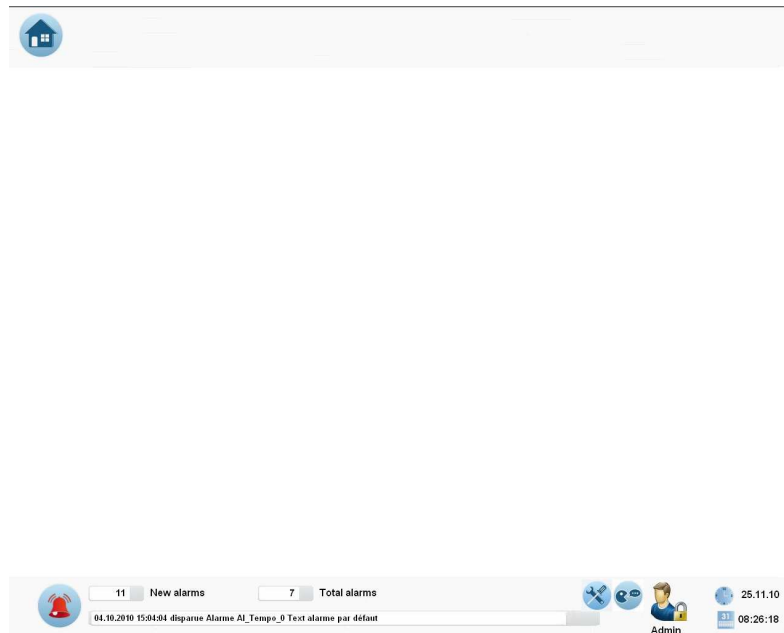 11 New alarms 7 Total alarms 25.11.10
04.10.2010 15:04:04 disparue Alarme Al_Tempo_0 Text alarme par défaut
31 08:26:18
Admin